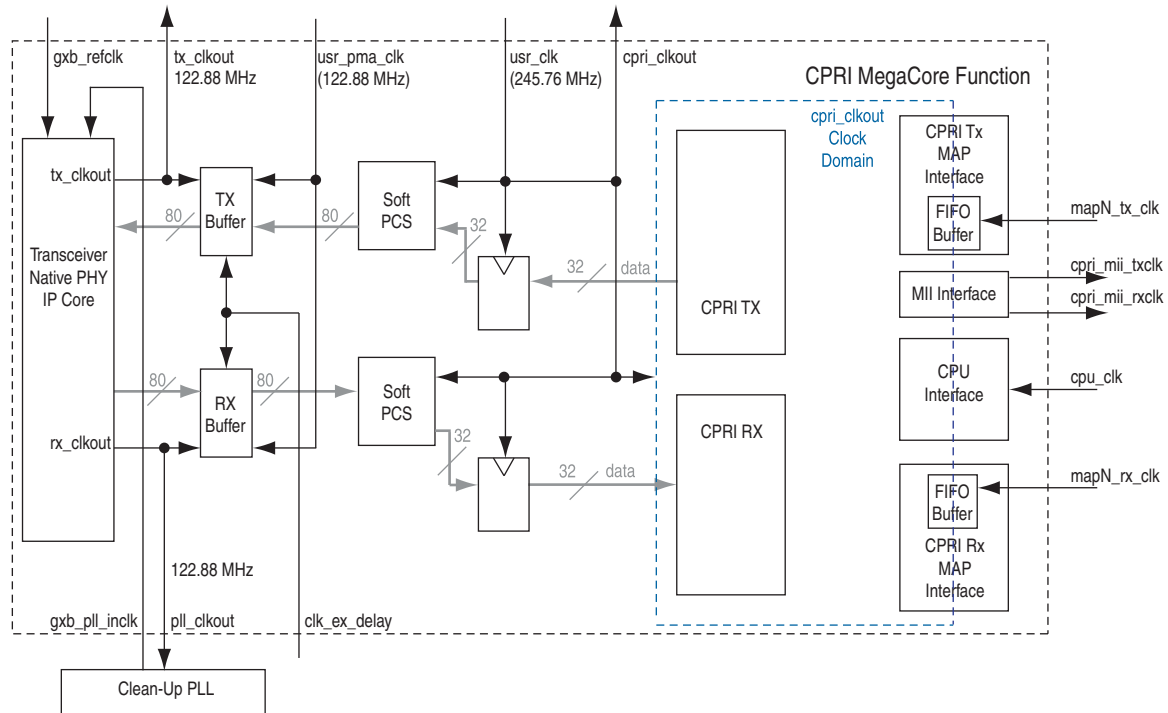 gxb_refclk
tx_clkout
122.88 MHz
usr_pma_clk
(122.88 MHz)
usr_clk
(245.76 MHz)
cpri_clkout
CPRI MegaCore Function
cpri_clkout
Clock
Domain
CPRI Tx
MAP
Interface
FIFO
Buffer
mapN_tx_clk
tx_clkout
TX
Buffer
Soft
PCS
80
80
32
Transceiver
Native PHY
IP Core
32
data
CPRI TX
MII Interface
cpri_mii_txclk
cpri_mii_rxclk
80
80
RX
Buffer
Soft
PCS
CPU
Interface
cpu_clk
rx_clkout
32
32
data
CPRI RX
FIFO
Buffer
mapN_rx_clk
CPRI Rx
MAP
Interface
122.88 MHz
gxb_pll_inclk
pll_clkout
clk_ex_delay
Clean-Up PLL